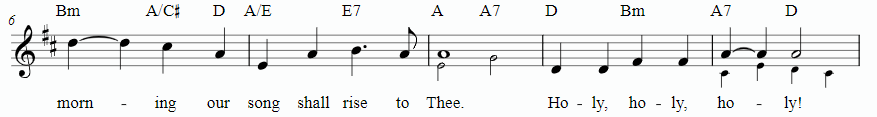 Bm A/C♯ D A/E E7 A A7 D Bm A7 D
6
morn - ing our song shall rise to Thee. Ho - ly, ho - ly, ho - ly!